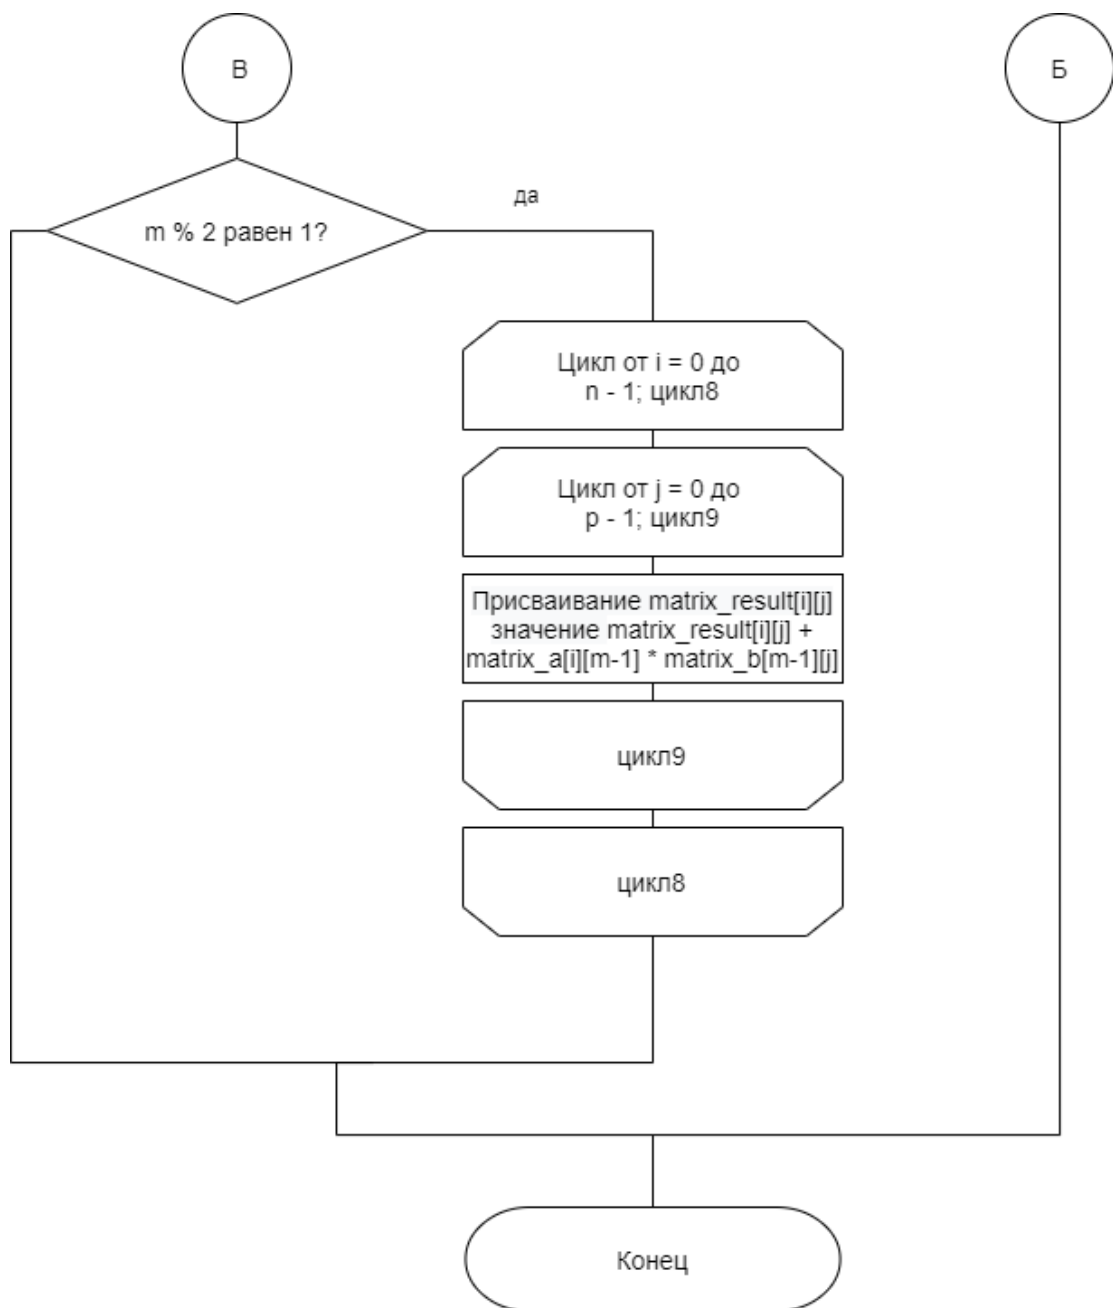 В
Б
да
m % 2 равен 1?
Цикл от i = 0 до
n - 1; цикл8
Цикл от j = 0 до
p - 1; цикл9
Присваивание matrix_result[i][j]
значение matrix_result[i][j] +
matrix_a[i][m-1] * matrix_b[m-1][j]
цикл9
цикл8
Конец